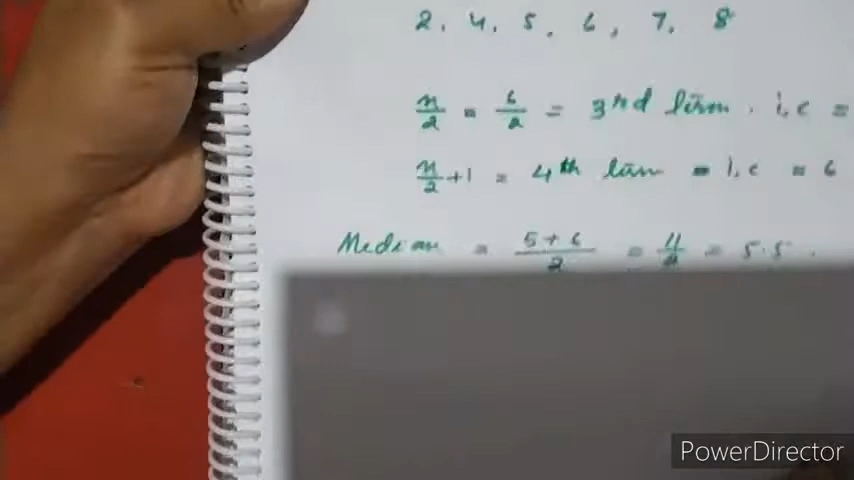 2, 4, 5, 6, 7, 8
n/2 = 6/2 = 3rd term. i,e =
n/2 +1 = 4th term = i,e = 6
Median = 5+6/2 = 11/2 = 5.5.
PowerDirector